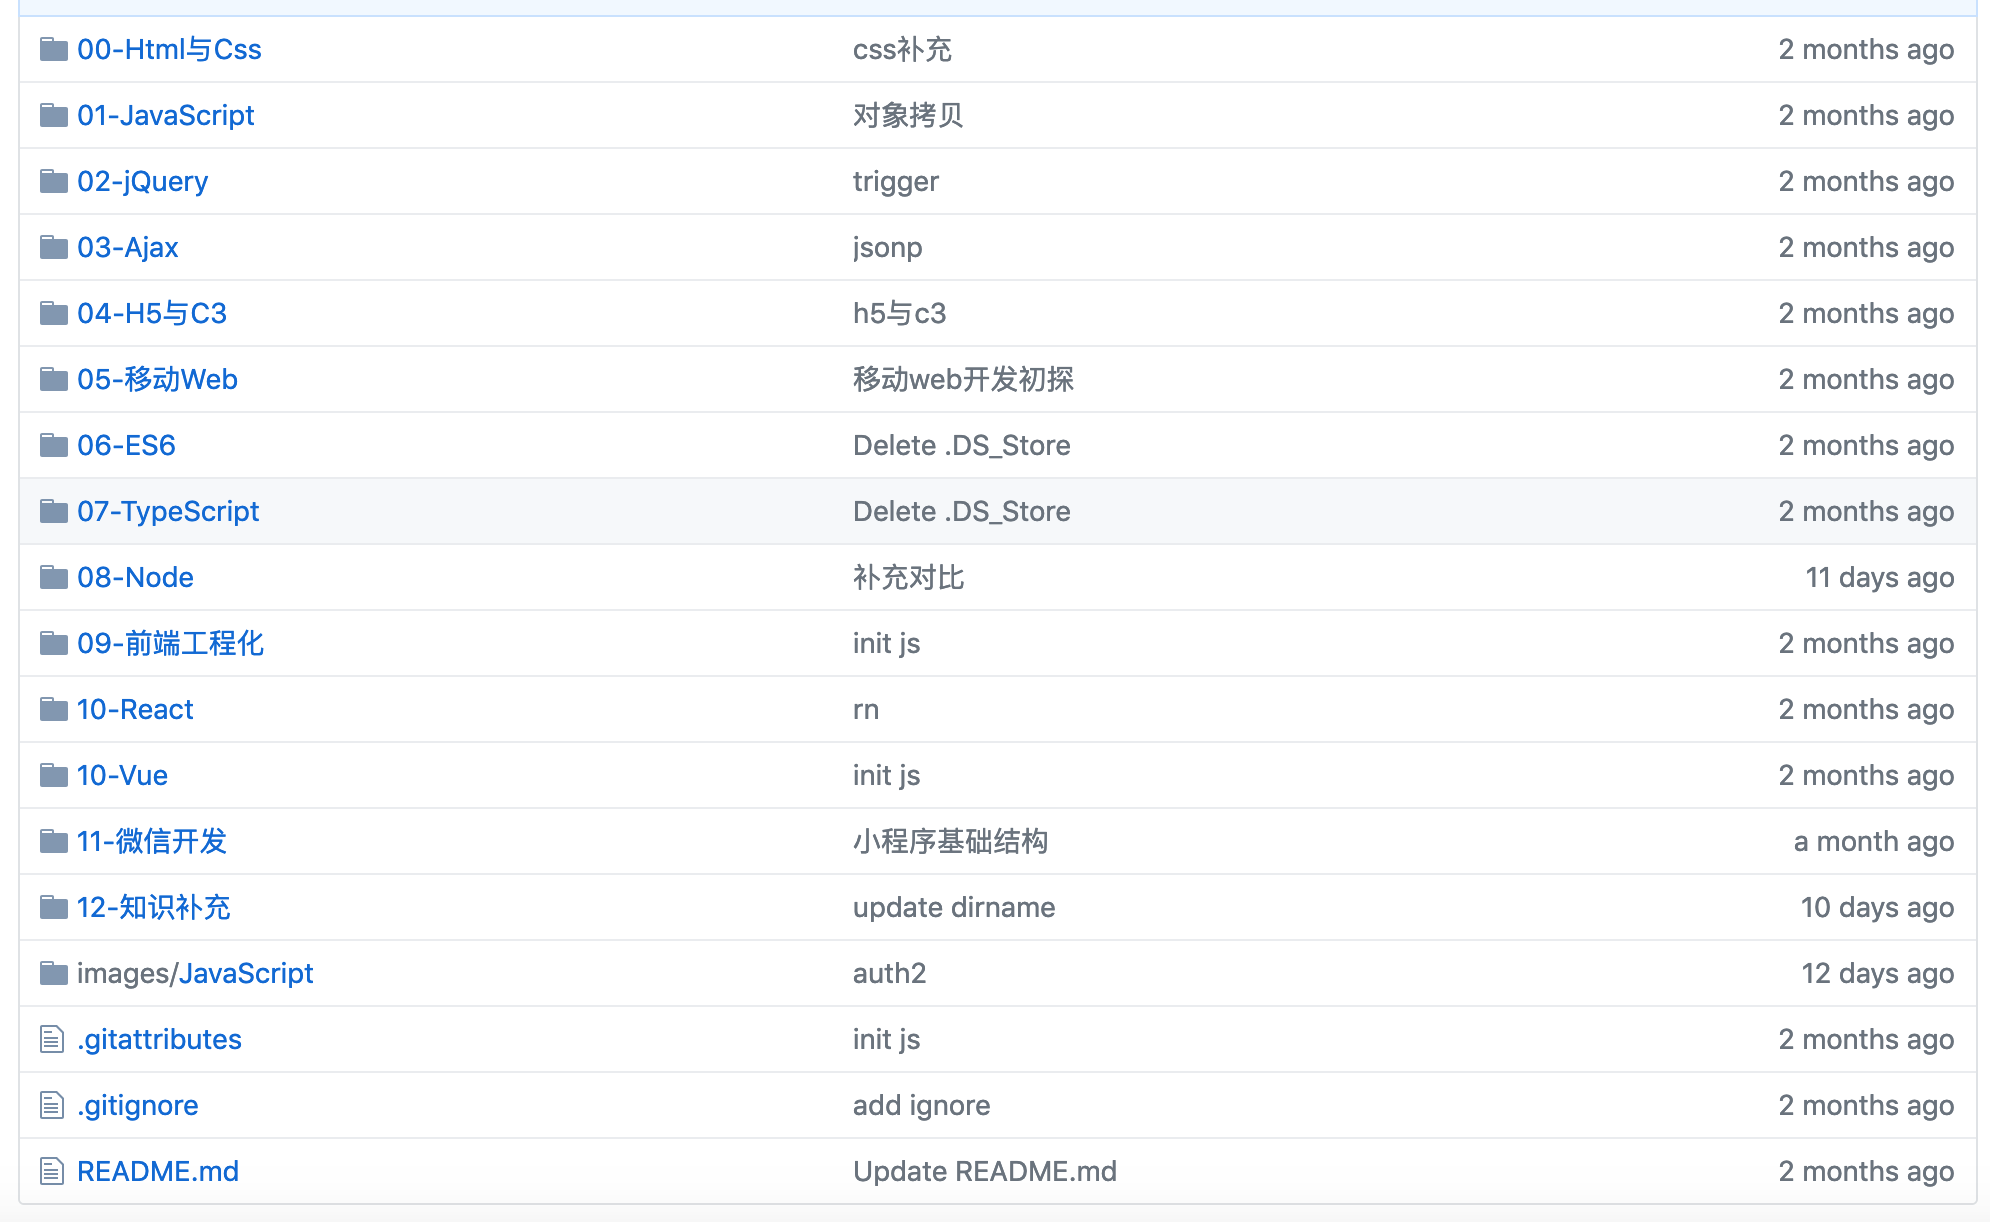 00-Html与Css css补充 2 months ago
01-JavaScript 对象拷贝 2 months ago
02-jQuery trigger 2 months ago
03-Ajax jsonp 2 months ago
04-H5与C3 h5与c3 2 months ago
05-移动Web 移动web开发初探 2 months ago
06-ES6 Delete .DS_Store 2 months ago
07-TypeScript Delete .DS_Store 2 months ago
08-Node 补充对比 11 days ago
09-前端工程化 init js 2 months ago
10-React rn 2 months ago
10-Vue init js 2 months ago
11-微信开发 小程序基础结构 a month ago
12-知识补充 update dirname 10 days ago
images/JavaScript auth2 12 days ago
.gitattributes init js 2 months ago
.gitignore add ignore 2 months ago
README.md Update README.md 2 months ago